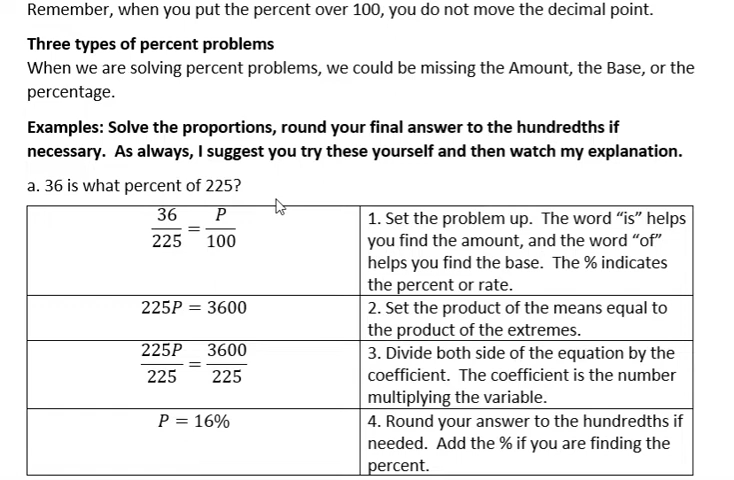 Remember, when you put the percent over 100, you do not move the decimal point.
Three types of percent problems
When we are solving percent problems, we could be missing the Amount, the Base, or the
percentage.
Examples: Solve the proportions, round your final answer to the hundredths if
necessary.  As always, I suggest you try these yourself and then watch my explanation.
a. 36 is what percent of 225?
36/225 = P/100
1. Set the problem up.  The word “is” helps
you find the amount, and the word “of”
helps you find the base.  The % indicates
the percent or rate.
225P = 3600
2. Set the product of the means equal to
the product of the extremes.
225P/225 = 3600/225
3. Divide both side of the equation by the
coefficient.  The coefficient is the number
multiplying the variable.
P = 16%
4. Round your answer to the hundredths if
needed.  Add the % if you are finding the
percent.